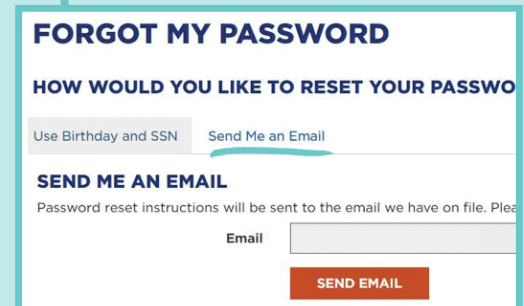 FORGOT MY PASSWORD
HOW WOULD YOU LIKE TO RESET YOUR PASSWO
Use Birthday and SSN Send Me an Email
SEND ME AN EMAIL
Password reset instructions will be sent to the email we have on file. Plea
Email
SEND EMAIL